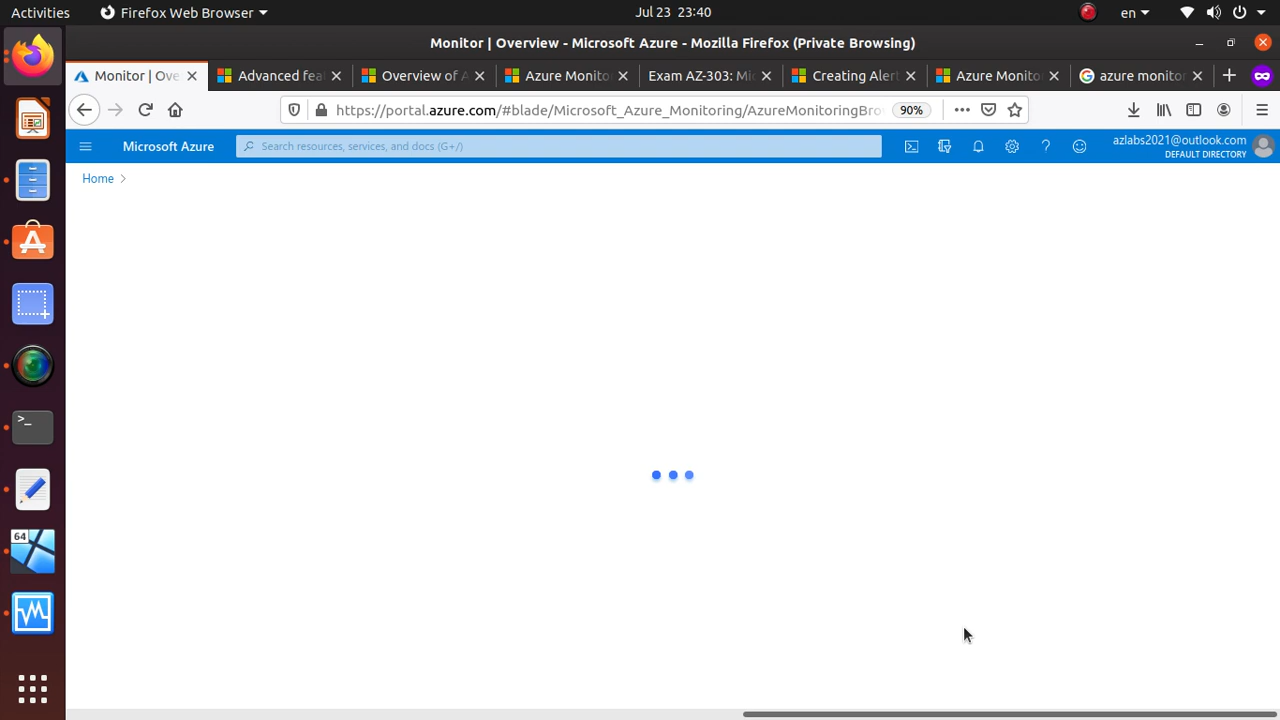 Activities
Firefox Web Browser
Jul 23 23:40
en
Monitor | Overview - Microsoft Azure - Mozilla Firefox (Private Browsing)
Monitor | Ove
Advanced fea
Overview of A
Azure Monito
Exam AZ-303: Mi
Creating Alert
Azure Monito
azure monitor
https://portal.azure.com/#blade/Microsoft_Azure_Monitoring/AzureMonitoringBro
90%
Microsoft Azure
Search resources, services, and docs (G+/)
azlabs2021@outlook.com
DEFAULT DIRECTORY
Home
>_
64